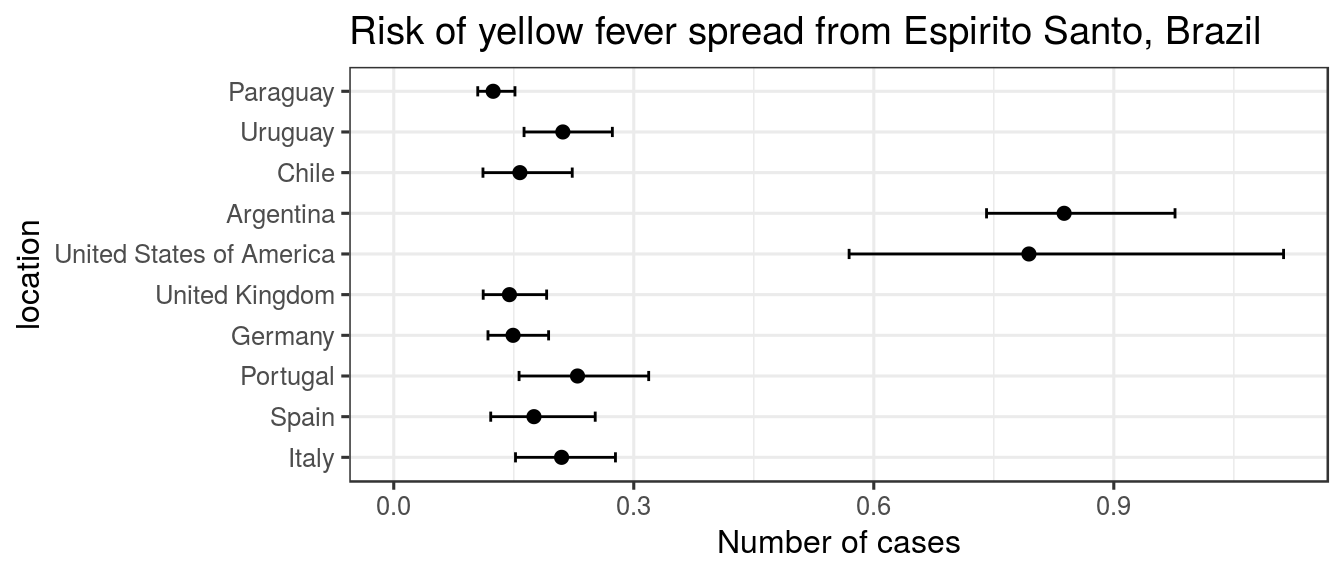 Risk of yellow fever spread from Espirito Santo, Brazil
Paraguay
Uruguay
Chile
Argentina
United States of America
United Kingdom
Germany
Portugal
Spain
Italy
location
0.0 0.3 0.6 0.9
Number of cases